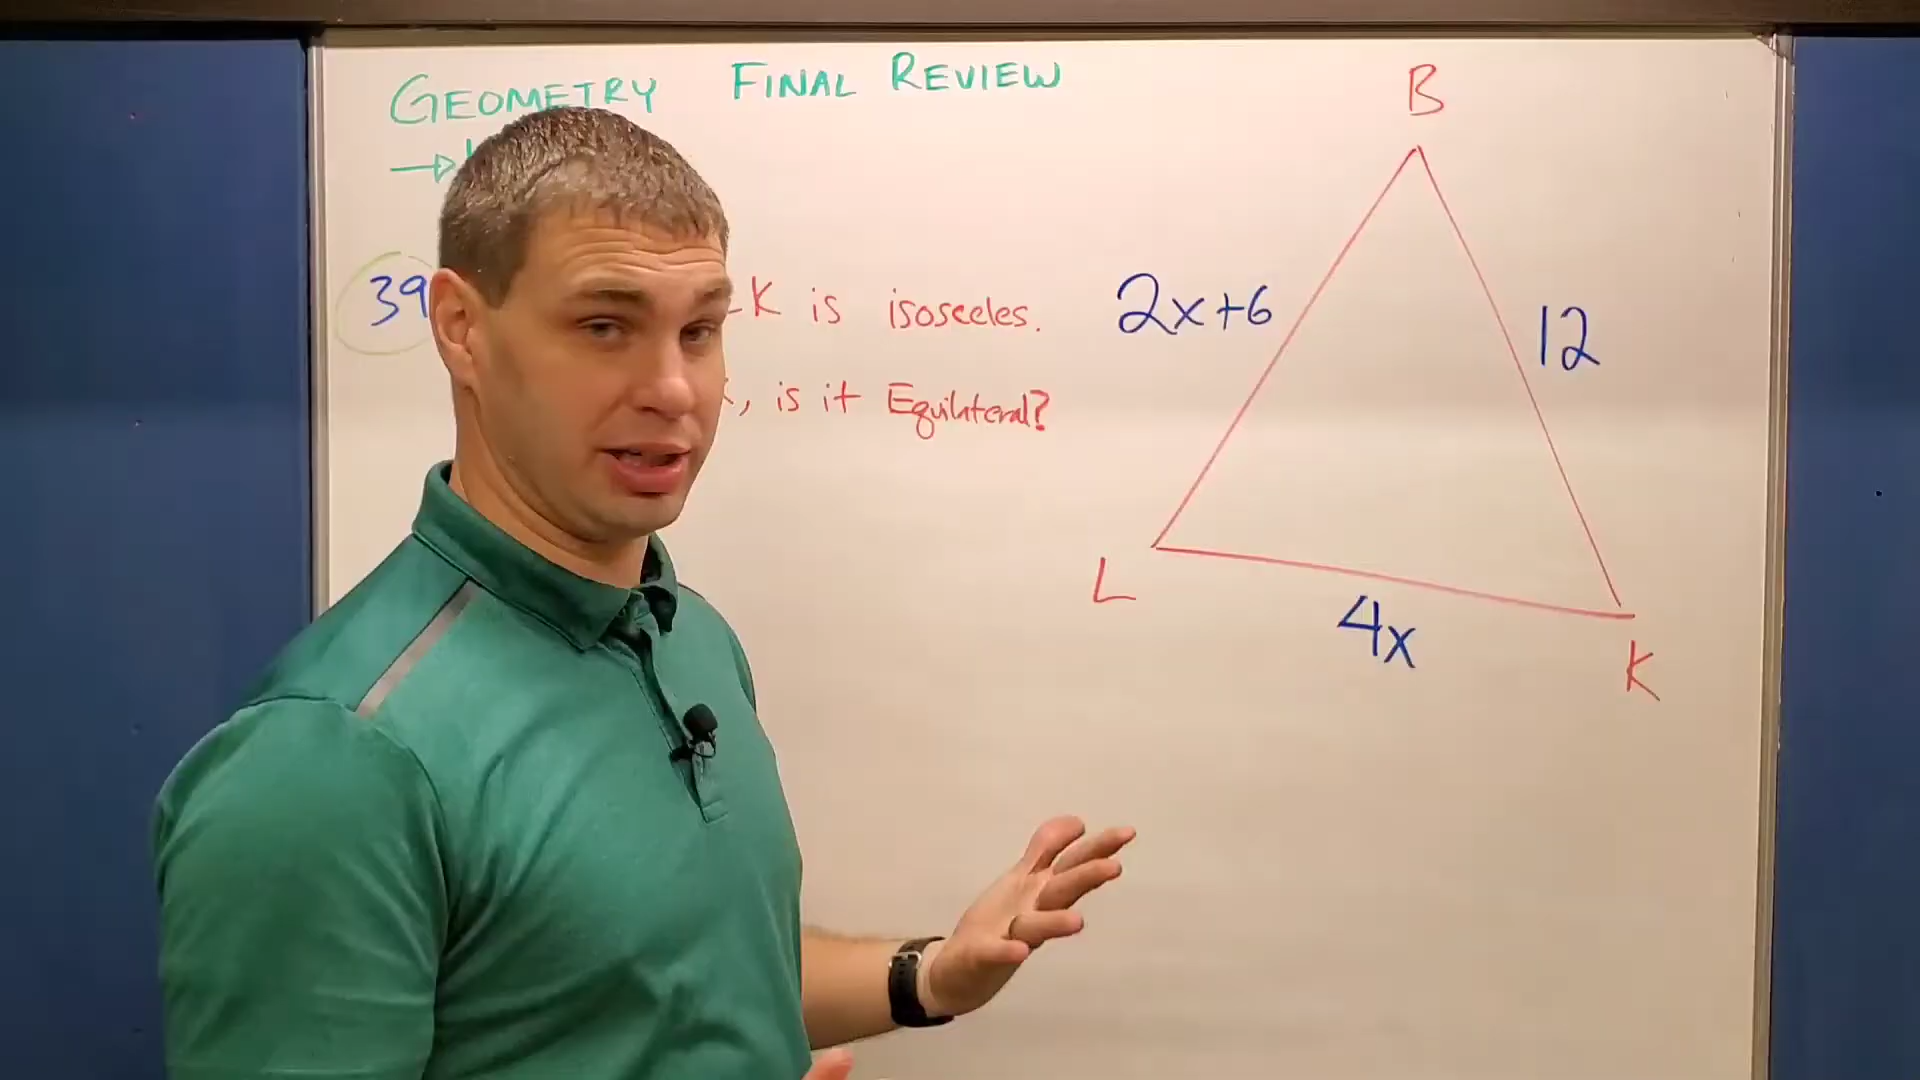 GEOMETRY FINAL REVIEW
39
K is isosceles.
, is it Equilateral?
B
2x+6
12
L
4x
K